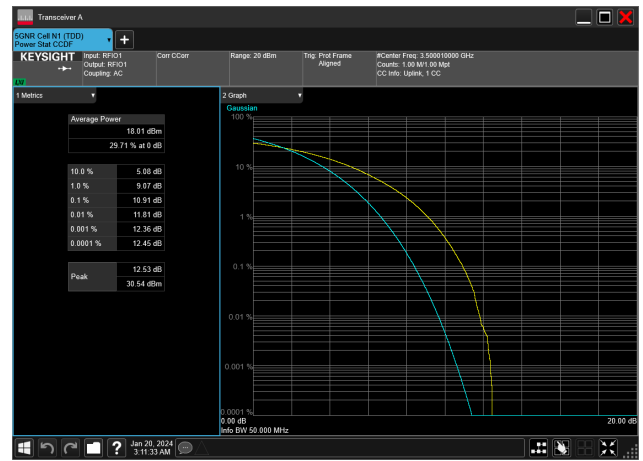 Transceiver A
5GNR Cell N1 (TDD)
Power Stat CCDF
KEYSIGHT
Input: RFIO1
Output: RFIO1
Coupling: AC
Corr CCorr
Range: 20 dBm
Trig: Prot Frame
Aligned
#Center Freq: 3.500010000 GHz
Counts: 1.00 M/1.00 Mpt
CC Info: Uplink, 1 CC
LXI
1 Metrics
Average Power
18.01 dBm
29.71 % at 0 dB
10.0 % 5.08 dB
1.0 % 9.07 dB
0.1 % 10.91 dB
0.01 % 11.81 dB
0.001 % 12.36 dB
0.0001 % 12.45 dB
Peak 12.53 dB
30.54 dBm
2 Graph
Gaussian
100 %
10 %
1 %
0.1 %
0.01 %
0.001 %
0.0001 %
0.00 dB
20.00 dB
Info BW 50.000 MHz
?
Jan 20, 2024
3:11:33 AM